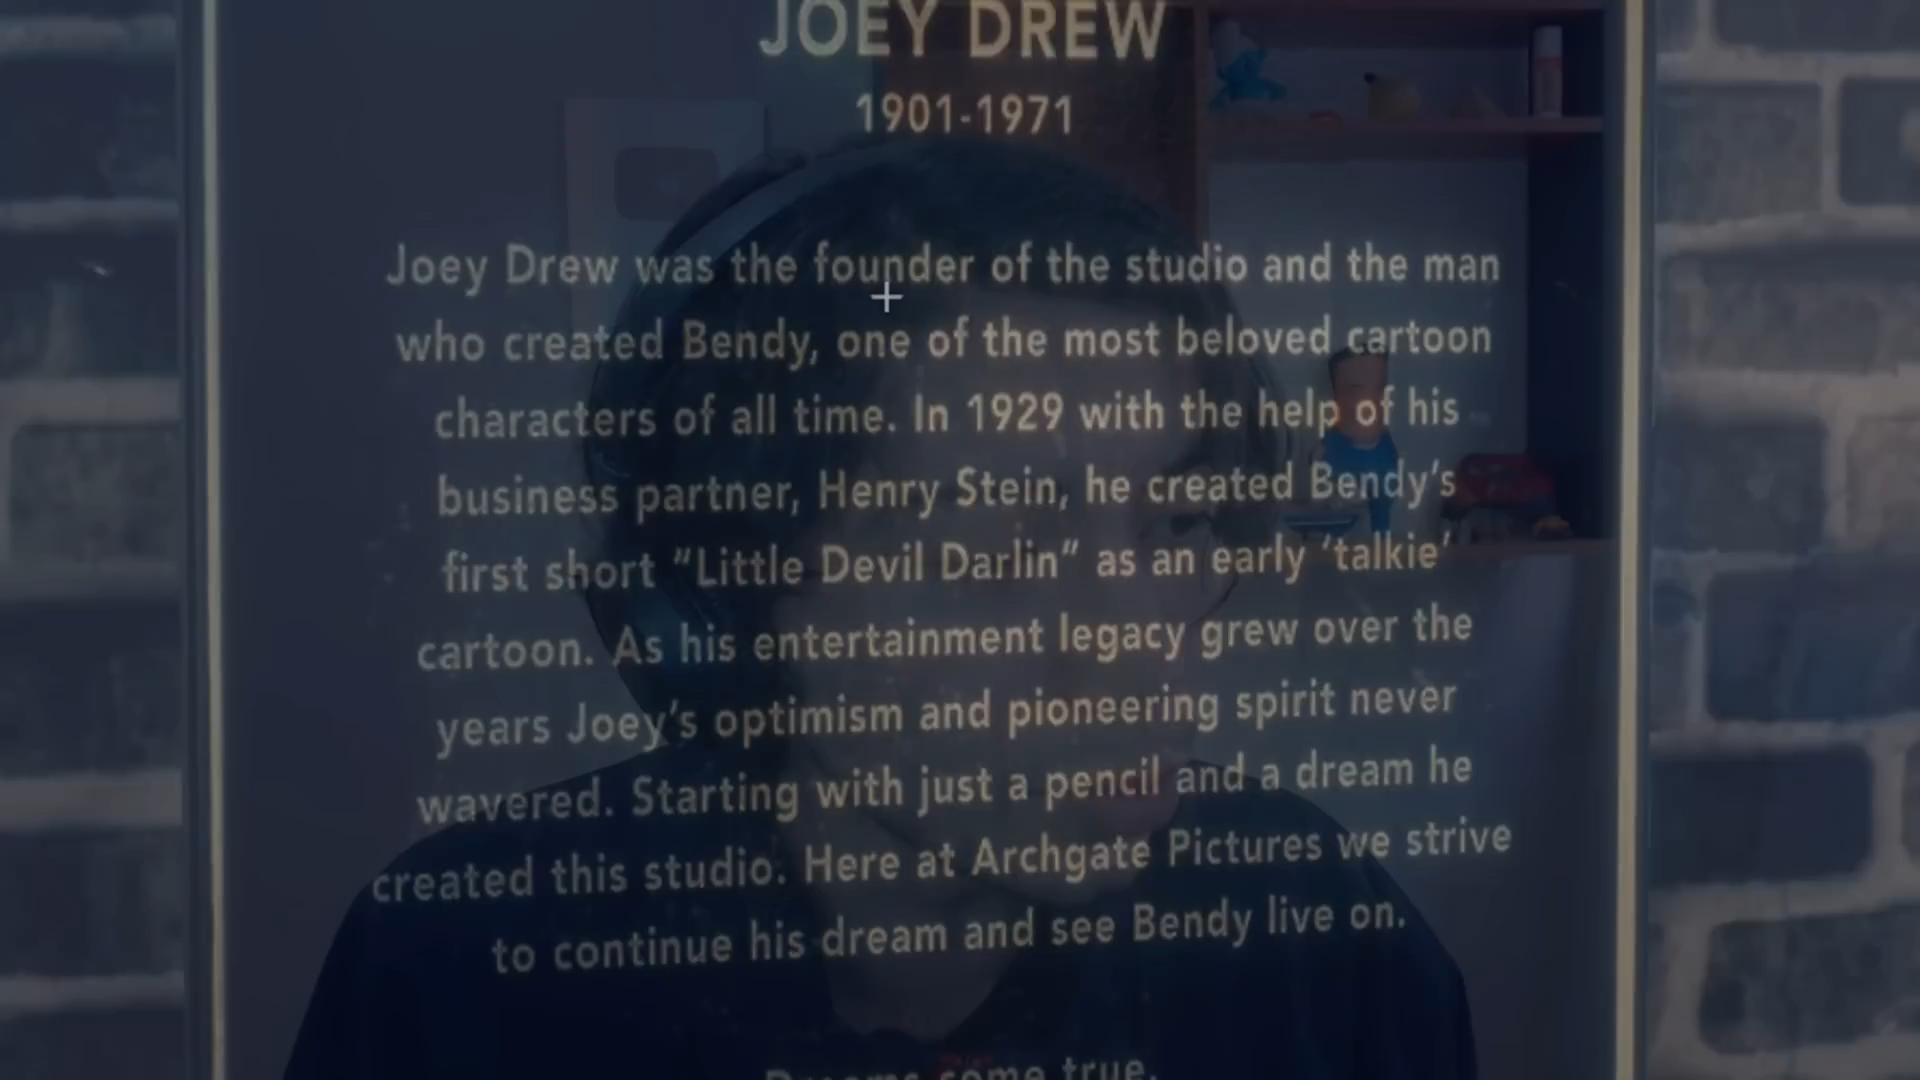 JOEY DREW
1901-1971
Joey Drew was the founder of the studio and the man
who created Bendy, one of the most beloved cartoon
characters of all time. In 1929 with the help of his
business partner, Henry Stein, he created Bendy's
first short "Little Devil Darlin" as an early 'talkie'
cartoon. As his entertainment legacy grew over the
years Joey's optimism and pioneering spirit never
wavered. Starting with just a pencil and a dream he
created this studio. Here at Archgate Pictures we strive
to continue his dream and see Bendy live on.
Dreams come true.